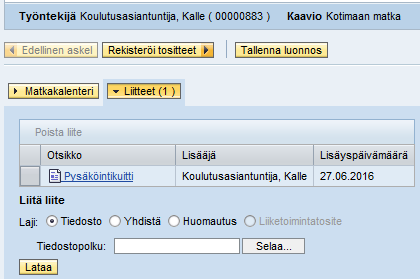 Työntekijä Koulutusasiantuntija, Kalle ( 00000883 ) Kaavio Kotimaan matka
Edellinen askel Rekisteröi tositteet Tallenna luonnos
Matkakalenteri Liitteet (1 )
Poista liite
Otsikko Lisääjä Lisäyspäivämäärä
Pysäköintikuitti Koulutusasiantuntija, Kalle 27.06.2016
Liitä liite
Laji: Tiedosto Yhdistä Huomautus Liiketoimintatosite
Tiedostopolku: Selaa...
Lataa